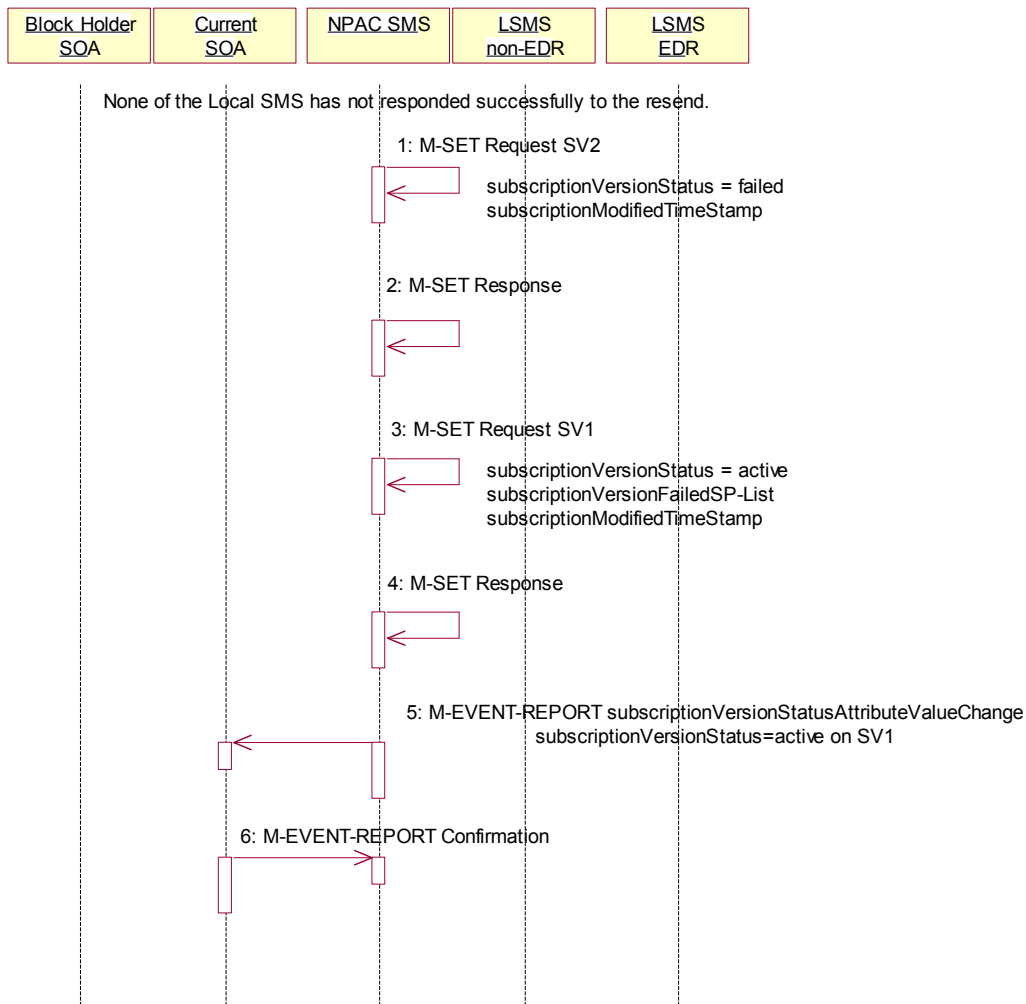 Block Holder
SOA
Current
SOA
NPAC SMS
LSMS
non-EDR
LSMS
EDR
None of the Local SMS has not responded successfully to the resend.
1: M-SET Request SV2
subscriptionVersionStatus = failed
subscriptionModifiedTimeStamp
2: M-SET Response
3: M-SET Request SV1
subscriptionVersionStatus = active
subscriptionVersionFailedSP-List
subscriptionModifiedTimeStamp
4: M-SET Response
5: M-EVENT-REPORT subscriptionVersionStatusAttributeValueChange
subscriptionVersionStatus=active on SV1
6: M-EVENT-REPORT Confirmation